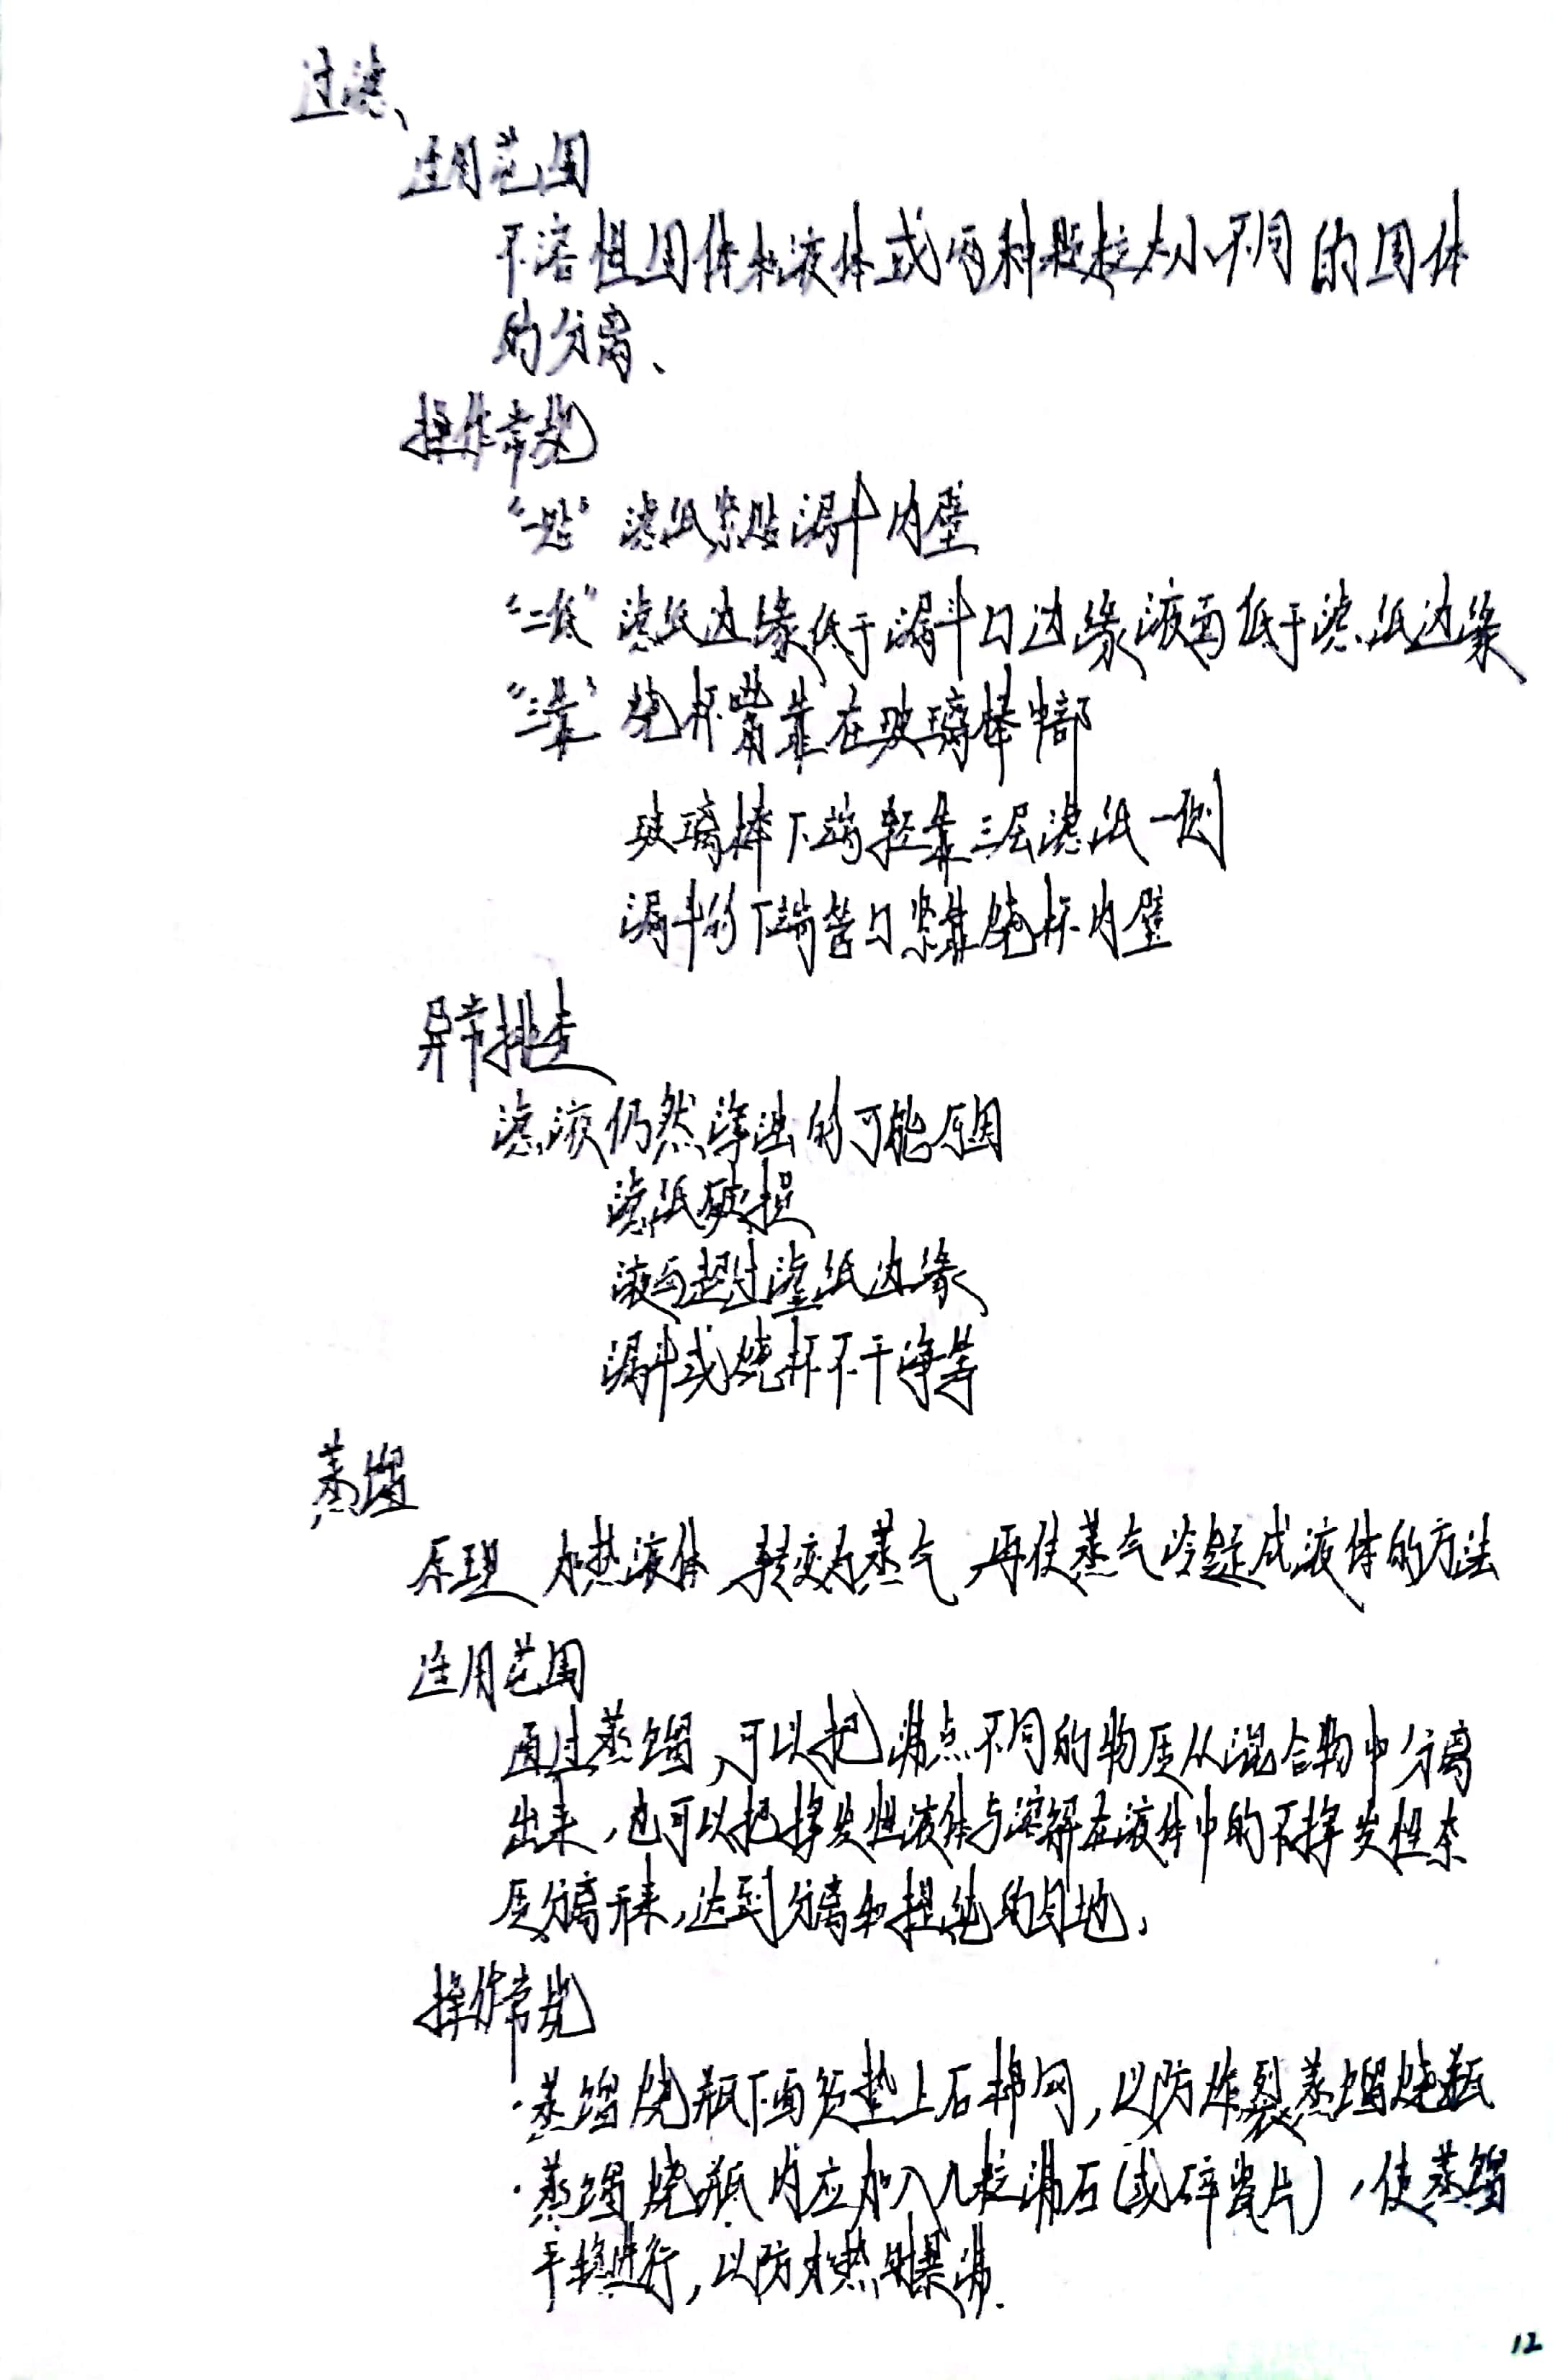 过滤、
适用范围
不溶性固体和液体或两种颗粒大小不同的固体
的分离、
操作常规
“一贴” 滤纸紧贴漏斗内壁
“二低” 滤纸边缘低于漏斗口边缘,液面低于滤纸边缘
“三靠” 烧杯嘴靠在玻璃棒中部
玻璃棒下端轻靠三层滤纸一侧
漏斗的下端管口紧靠烧杯内壁
异常排查
滤液仍然浑浊的可能原因
滤纸破损
液面超过滤纸边缘
漏斗或烧杯不干净等
蒸馏
原理 加热液体 转变为蒸气,再使蒸气冷凝成液体的方法
适用范围
通过蒸馏,可以把沸点不同的物质从混合物中分离
出来,也可以把挥发性液体与溶解在液体中的不挥发性杂
质分离开来,达到分离和提纯的目地。
操作常规
·蒸馏烧瓶下面须垫上石棉网,以防炸裂蒸馏烧瓶
·蒸馏烧瓶内应加入几粒沸石(或碎瓷片),使蒸馏
平稳进行,以防加热时暴沸.
12